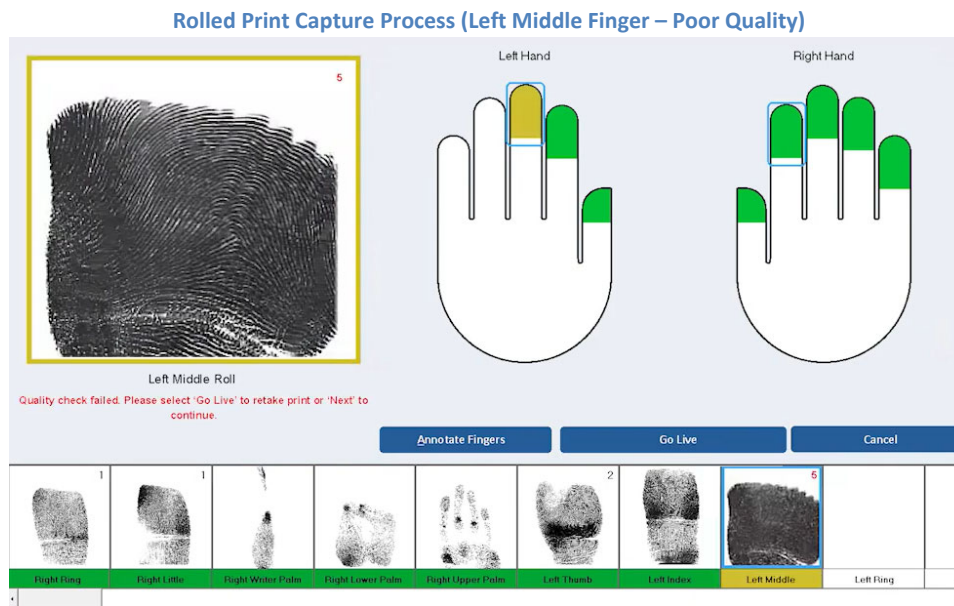 Rolled Print Capture Process (Left Middle Finger – Poor Quality)
5
Left Hand
Right Hand
Left Middle Roll
Quality check failed. Please select 'Go Live' to retake print or 'Next' to
continue.
Annotate Fingers
Go Live
Cancel
1
1
2
5
Right Ring
Right Little
Right Writer Palm
Right Lower Palm
Right Upper Palm
Left Thumb
Left Index
Left Middle
Left Ring